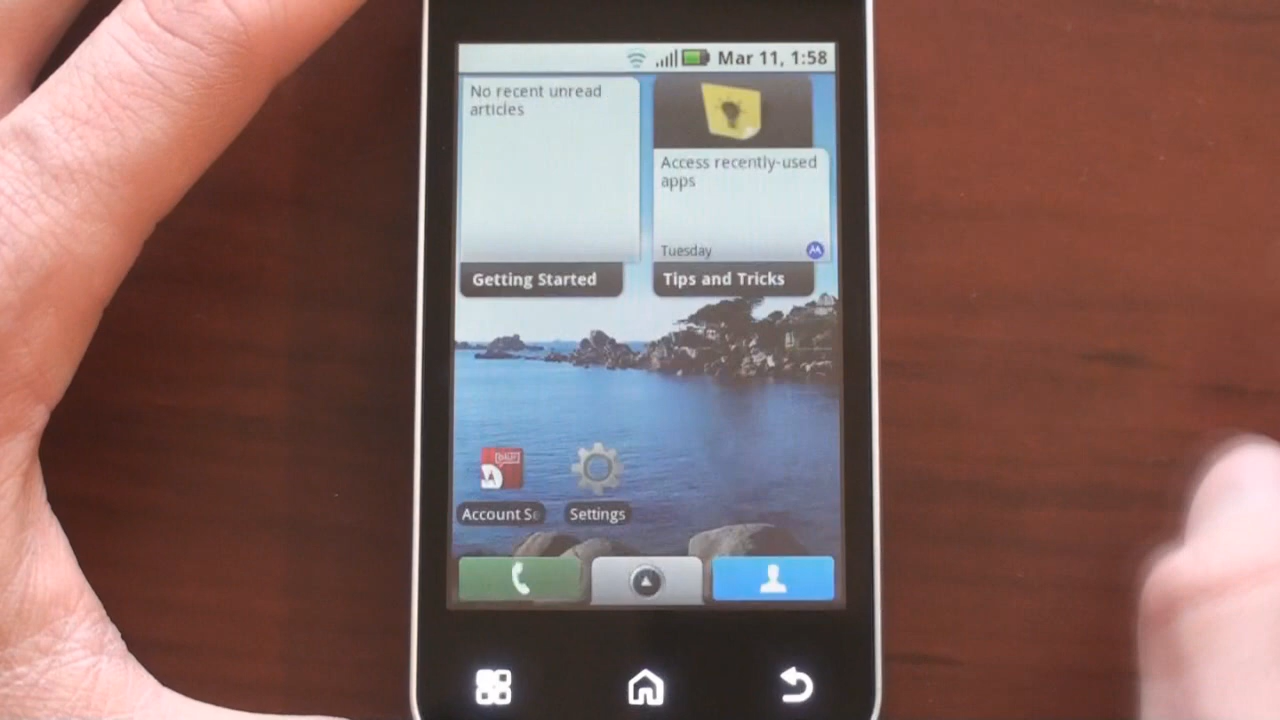 Mar 11, 1:58
No recent unread
articles
Access recently-used
apps
Tuesday
Getting Started
Tips and Tricks
Account Se
Settings